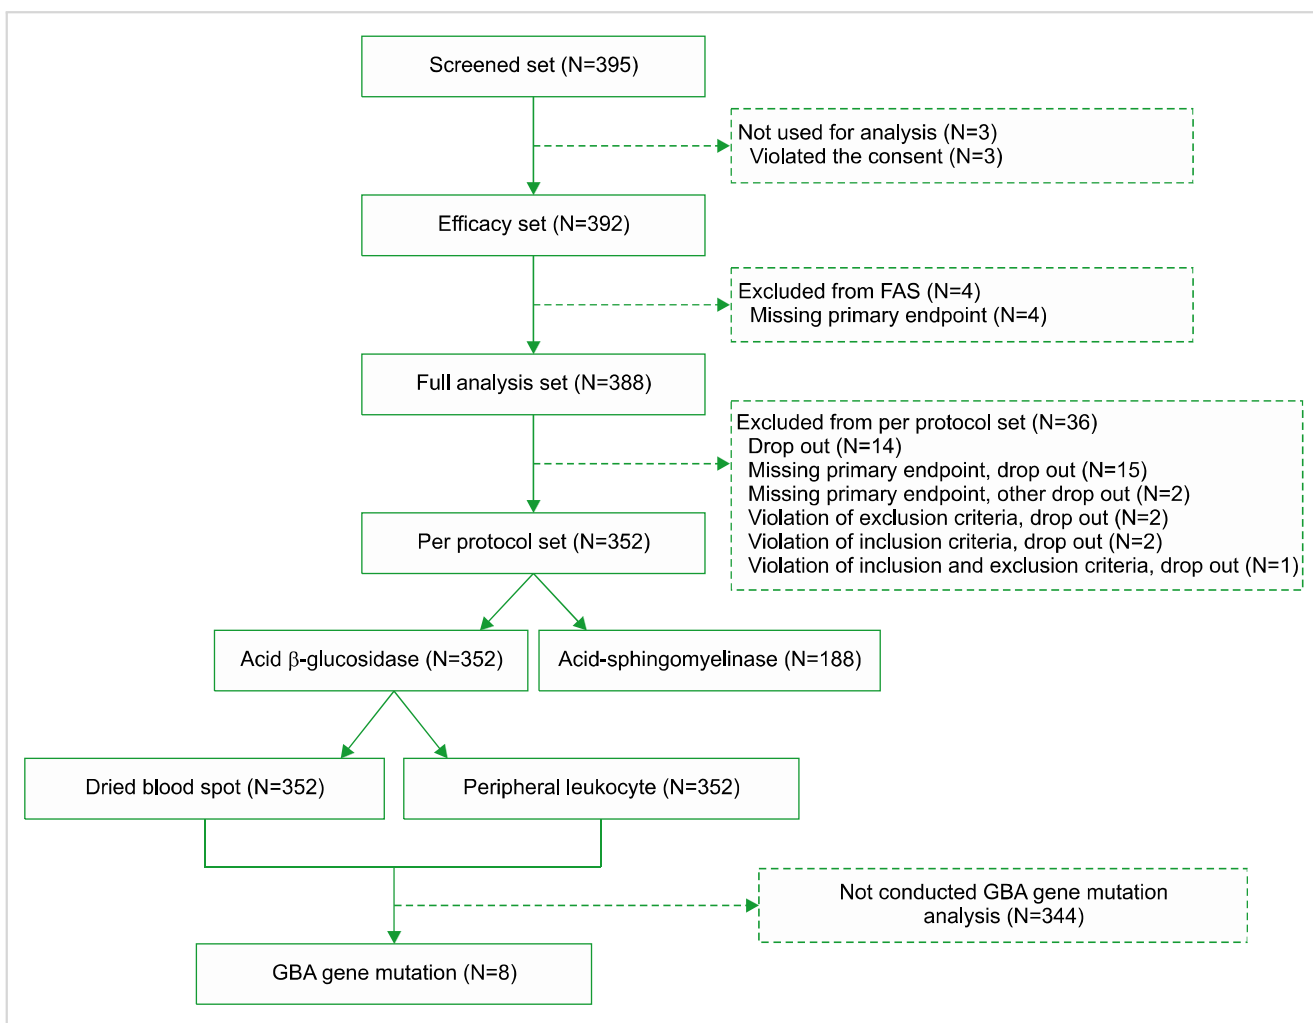 Screened set (N=395)
Not used for analysis (N=3)
Violated the consent (N=3)
Efficacy set (N=392)
Excluded from FAS (N=4)
Missing primary endpoint (N=4)
Full analysis set (N=388)
Excluded from per protocol set (N=36)
Drop out (N=14)
Missing primary endpoint, drop out (N=15)
Missing primary endpoint, other drop out (N=2)
Violation of exclusion criteria, drop out (N=2)
Violation of inclusion criteria, drop out (N=2)
Violation of inclusion and exclusion criteria, drop out (N=1)
Per protocol set (N=352)
Acid β-glucosidase (N=352)
Acid-sphingomyelinase (N=188)
Dried blood spot (N=352)
Peripheral leukocyte (N=352)
Not conducted GBA gene mutation
analysis (N=344)
GBA gene mutation (N=8)